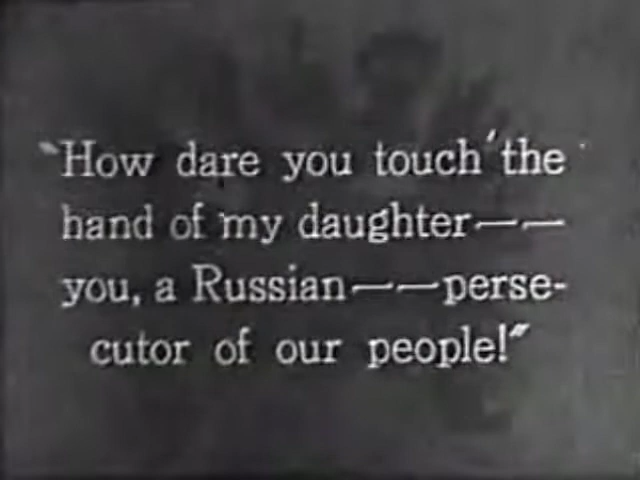 "How dare you touch the
hand of my daughter——
you, a Russian——perse-
cutor of our people!"